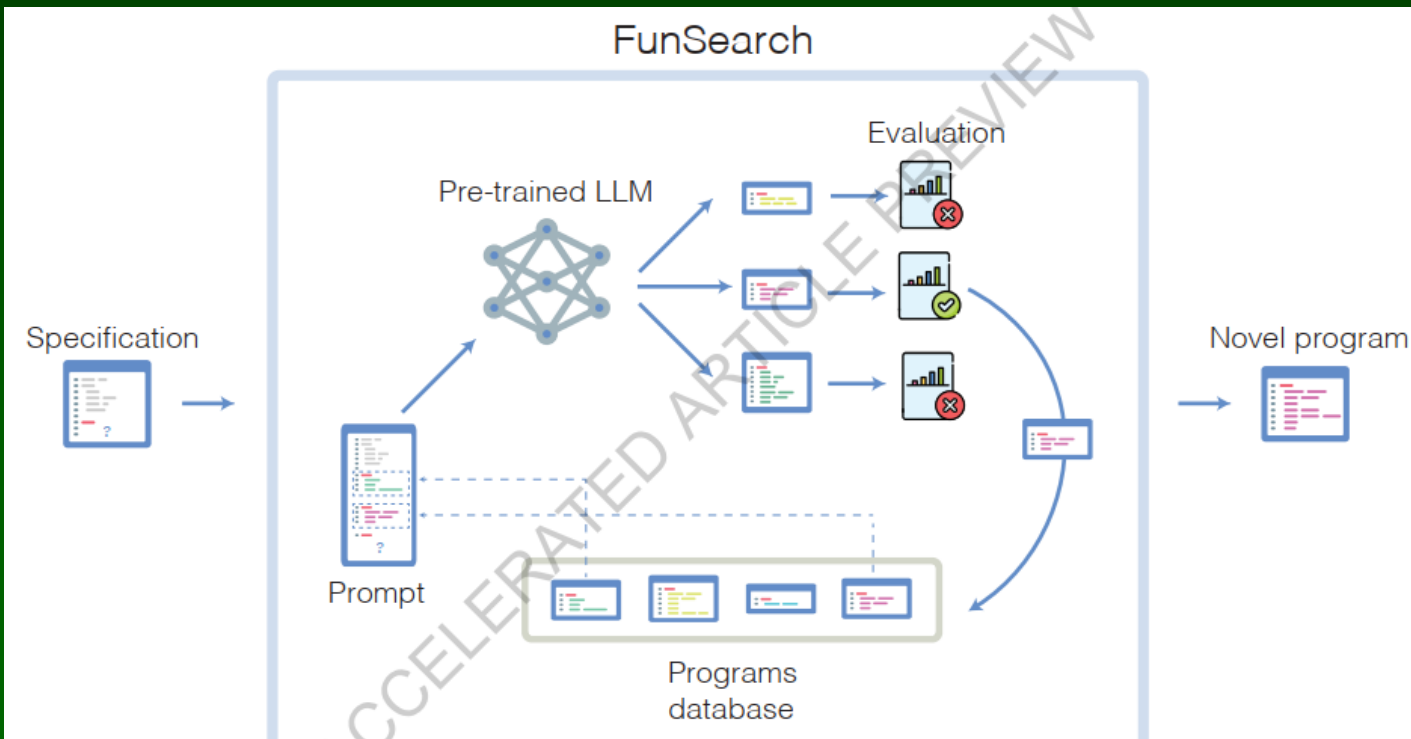 FunSearch
Evaluation
Pre-trained LLM
Specification
?
Novel program
?
Prompt
Programs
database
CCELERATED ARTICLE PREVIEW